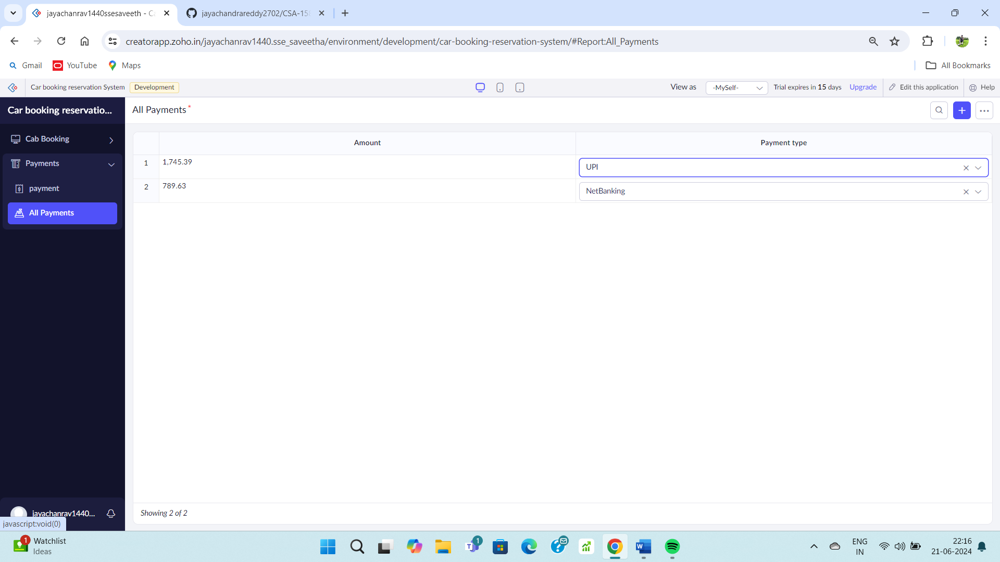 jayachanrav1440ssesaveeth - Ca
jayachandrareddy2702/CSA-158
creatorapp.zoho.in/jayachanrav1440.sse_saveetha/environment/development/car-booking-reservation-system/#Report:All_Payments
Gmail YouTube Maps All Bookmarks
Car booking reservation System Development View as -MySelf- Trial expires in 15 days Upgrade Edit this application Help
Car booking reservatio... All Payments *
Cab Booking
Payments
payment
All Payments
Amount Payment type
1 1,745.39 UPI
2 789.63 NetBanking
Showing 2 of 2
jayachanrav1440...
javascript:void(0)
1 Watchlist
Ideas
1
ENG
IN
22:16
21-06-2024